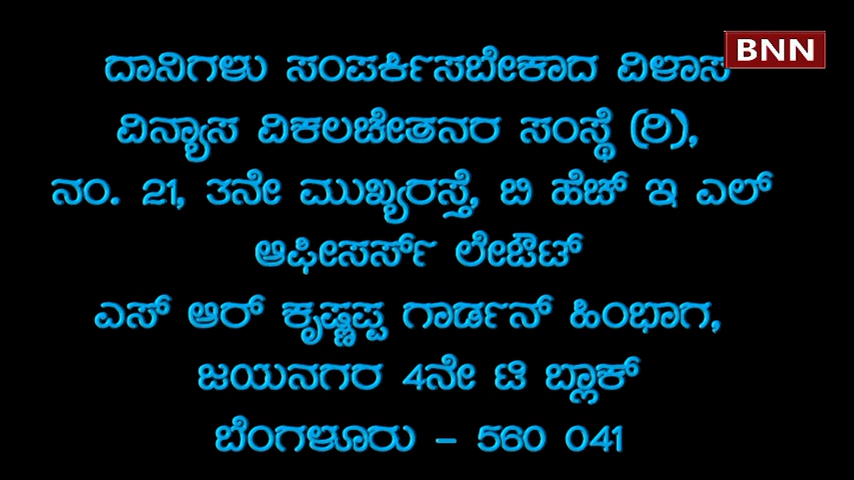 BNN
ದಾನಿಗಳು ಸಂಪರ್ಕಿಸಬೇಕಾದ ವಿಳಾಸ
ವಿನ್ಯಾಸ ವಿಕಲಚೇತನರ ಸಂಸ್ಥೆ (ರಿ),
ನಂ. 21, 3ನೇ ಮುಖ್ಯರಸ್ತೆ, ಬಿ ಹೆಚ್ ಇ ಎಲ್
ಆಫೀಸರ್ಸ್ ಲೇಔಟ್
ಎಸ್ ಆರ್ ಕೃಷ್ಣಪ್ಪ ಗಾರ್ಡನ್ ಹಿಂಭಾಗ,
ಜಯನಗರ 4ನೇ ಟಿ ಬ್ಲಾಕ್
ಬೆಂಗಳೂರು - 560 041